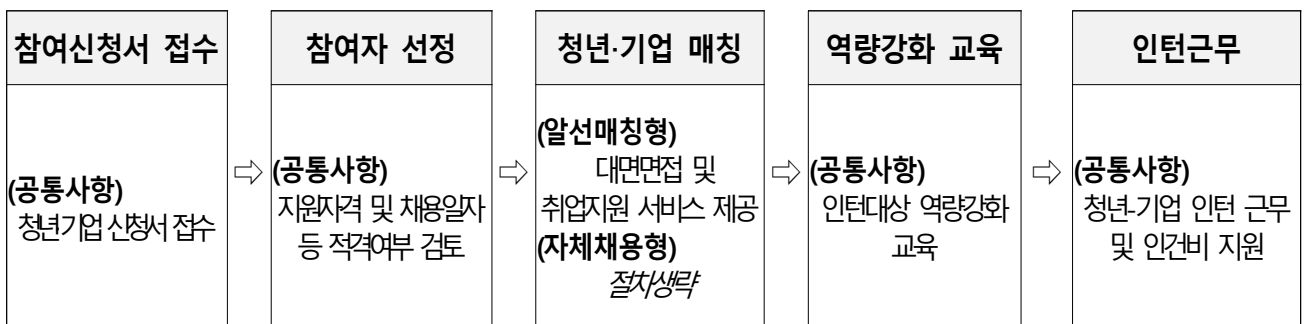 참여신청서 접수
(공통사항)
청년기업 신청서 접수
⇨
참여자 선정
(공통사항)
지원자격 및 채용일자
등 적격여부 검토
⇨
청년·기업 매칭
(알선매칭형)
대면면접 및
취업지원 서비스 제공
(자체채용형)
절차생략
⇨
역량강화 교육
(공통사항)
인턴대상 역량강화
교육
⇨
인턴근무
(공통사항)
청년-기업 인턴 근무
및 인건비 지원